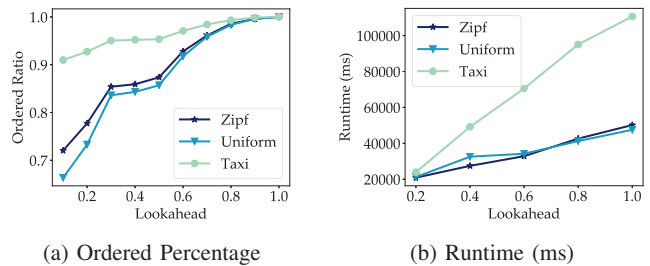 1.0
0.9
0.8
0.7
Ordered Ratio
Zipf
Uniform
Taxi
0.2 0.4 0.6 0.8 1.0
Lookahead
(a) Ordered Percentage
100000
80000
60000
40000
20000
Runtime (ms)
Zipf
Uniform
Taxi
0.2 0.4 0.6 0.8 1.0
Lookahead
(b) Runtime (ms)